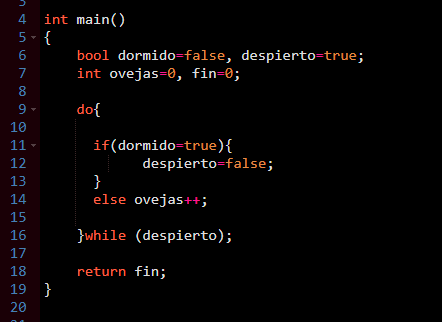 4 int main()
5 {
6 bool dormido=false, despierto=true;
7 int ovejas=0, fin=0;
8
9 do{
10
11 if(dormido=true){
12 despierto=false;
13 }
14 else ovejas++;
15
16 }while (despierto);
17
18 return fin;
19 }
20